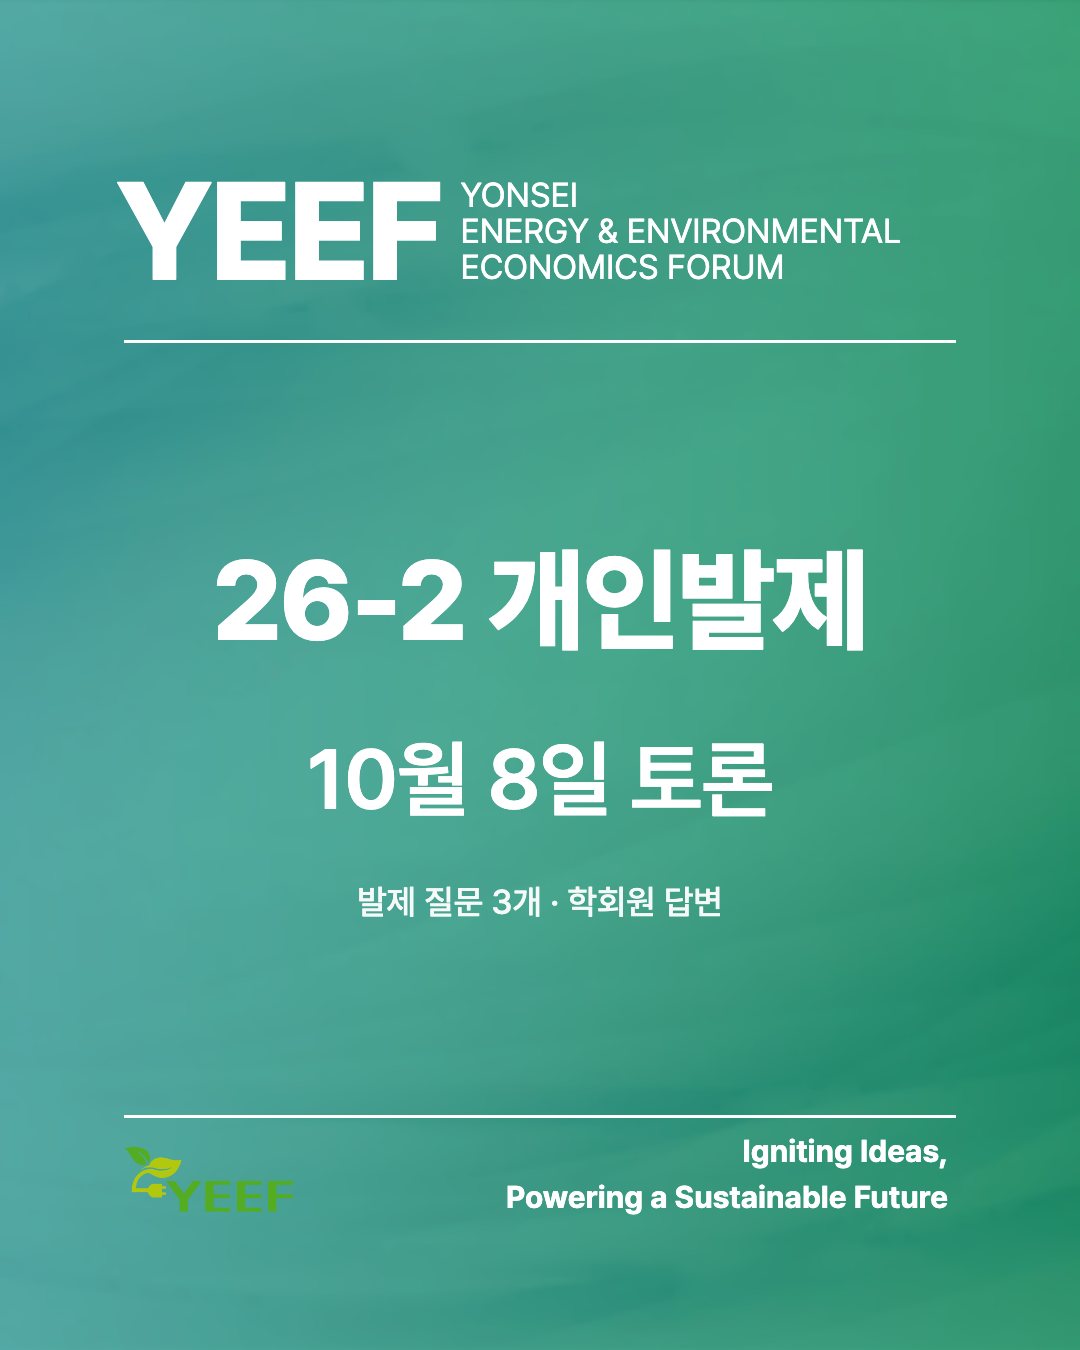 YEEF
YONSEI
ENERGY & ENVIRONMENTAL
ECONOMICS FORUM
26-2 개인발제
10월 8일 토론
발제 질문 3개 · 학회원 답변
YEEF
Igniting Ideas,
Powering a Sustainable Future